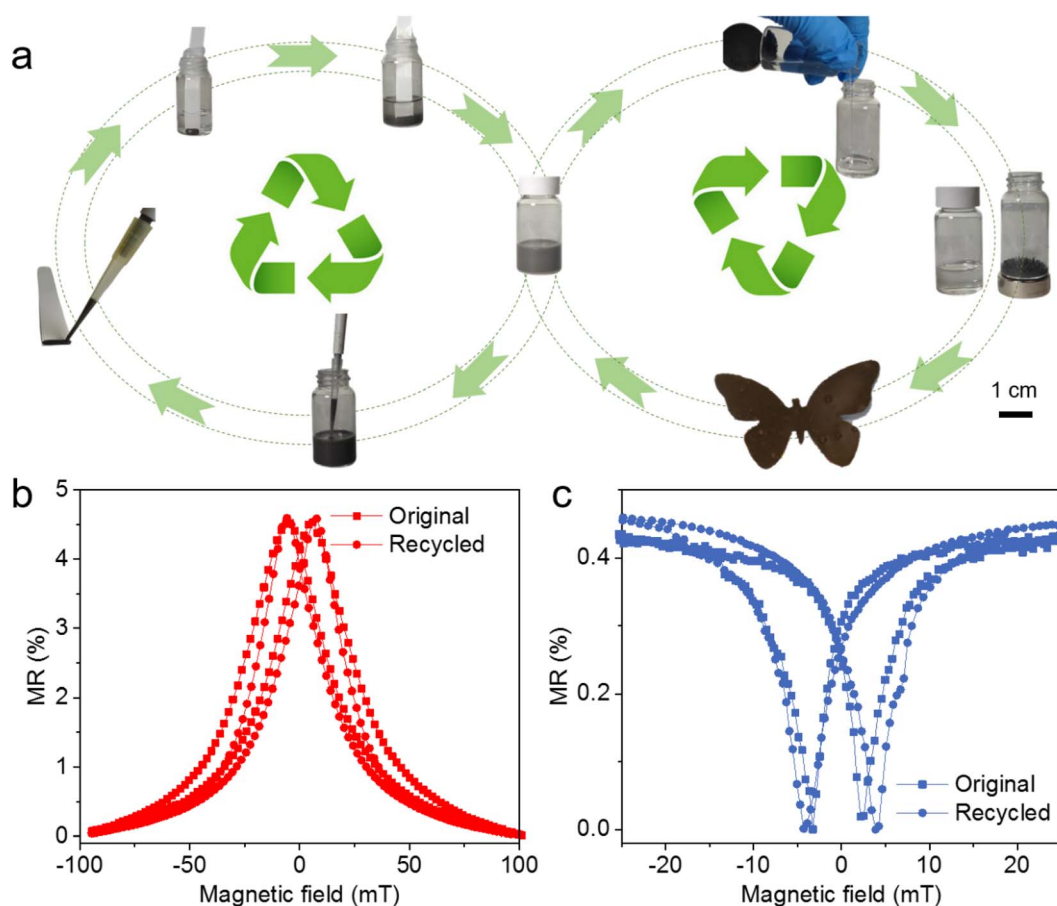 a
1 cm
b
5
4
3
2
1
0
MR (%)
-100
-50
0
50
100
Magnetic field (mT)
Original
Recycled
c
0.4
0.2
0.0
MR (%)
-20
-10
0
10
20
Magnetic field (mT)
Original
Recycled